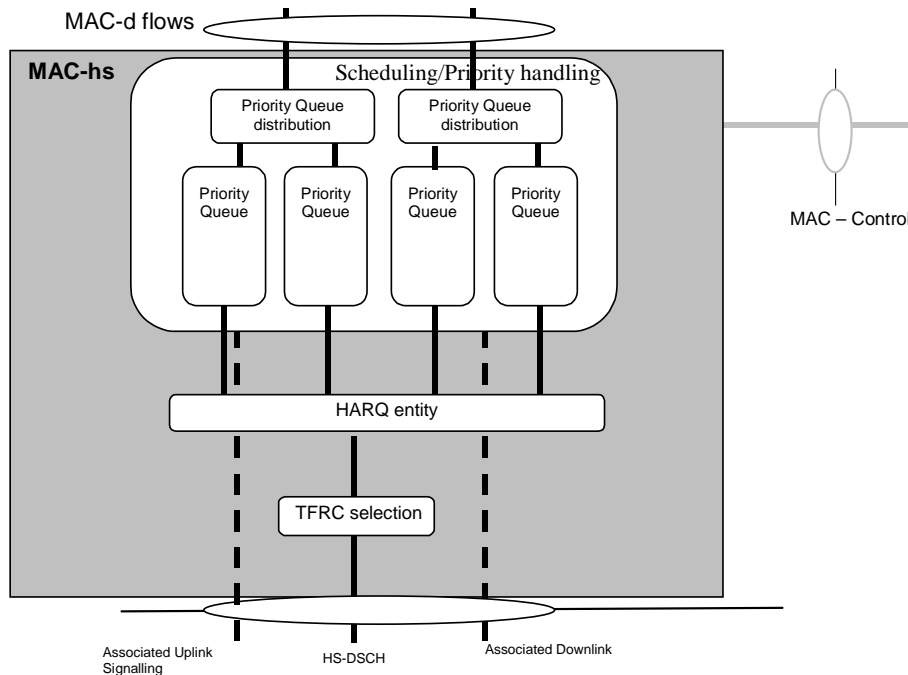 MAC-d flows
MAC-hs
Scheduling/Priority handling
Priority Queue
distribution
Priority Queue
distribution
Priority
Queue
Priority
Queue
Priority
Queue
Priority
Queue
MAC – Control
HARQ entity
TFRC selection
Associated Uplink
Signalling
HS-DSCH
Associated Downlink